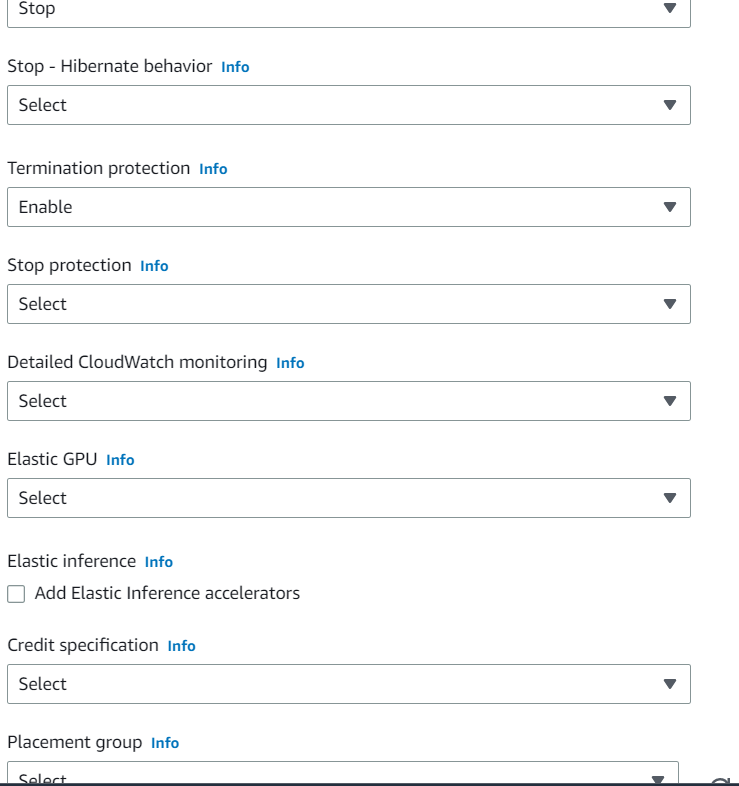 Stop
Stop - Hibernate behavior Info
Select
Termination protection Info
Enable
Stop protection Info
Select
Detailed CloudWatch monitoring Info
Select
Elastic GPU Info
Select
Elastic inference Info
Add Elastic Inference accelerators
Credit specification Info
Select
Placement group Info
Select